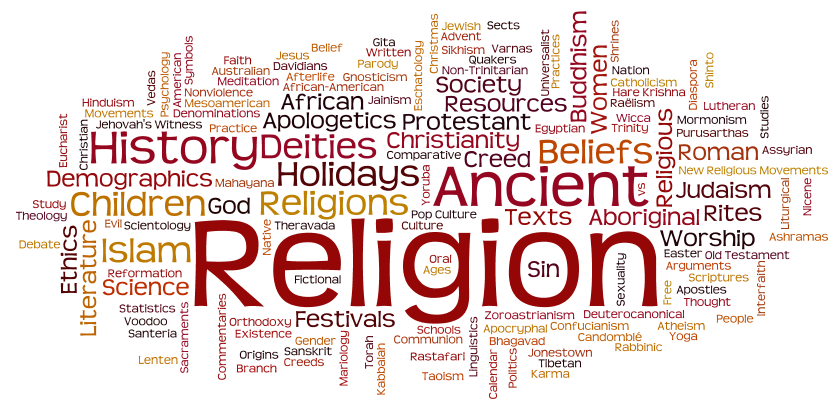 Religion
Ancient
History
Deities
Holidays
Children
Religions
Beliefs
Islam
God
Apologetics
Protestant
Christianity
Society
Resources
African
Buddhism
Women
Religious
Roman
Judaism
Rites
Worship
Aboriginal
Texts
Creed
Demographics
Science
Literature
Ethics
Festivals
Sin
Jewish
Sects
Advent
Gita
Written
Sikhism
Varnas
Belief
Jesus
Parody
Quakers
Faith
Davidians
Australian
Afterlife
Gnosticism
Non-Trinitarian
Meditation
African-American
Nonviolence
Jainism
Mesoamerican
Denominations
Practice
Hinduism
Movements
Jehovah's Witness
Vedas
Psychology
American
Symbols
Eucharist
Christian
Eschatology
Christmas
Universalist
Practices
Shrines
Nation
Catholicism
Hare Krishna
Raëlism
Diaspora
Shinto
Wicca
Lutheran
Egyptian
Trinity
Mormonism
Purusarthas
Studies
Assyrian
New Religious Movements
Comparative
Mahayana
Yoruba
vs
Study
Theology
Evil
Scientology
Native
Theravada
Pop Culture
Culture
Debate
Reformation
Fictional
Oral
Ages
Liturgical
Nicene
Ashramas
Easter
Old Testament
Arguments
Scriptures
Apostles
Thought
Interfaith
Sexuality
Free
People
Statistics
Voodoo
Santeria
Lenten
Sacraments
Commentaries
Orthodoxy
Existence
Origins
Branch
Sanskrit
Creeds
Gender
Mariology
Torah
Kabbalah
Schools
Communion
Rastafari
Taoism
Linguistics
Calendar
Politics
Zoroastrianism
Deuterocanonical
Apocryphal
Confucianism
Atheism
Bhagavad
Candomblé
Yoga
Jonestown
Rabbinic
Tibetan
Karma